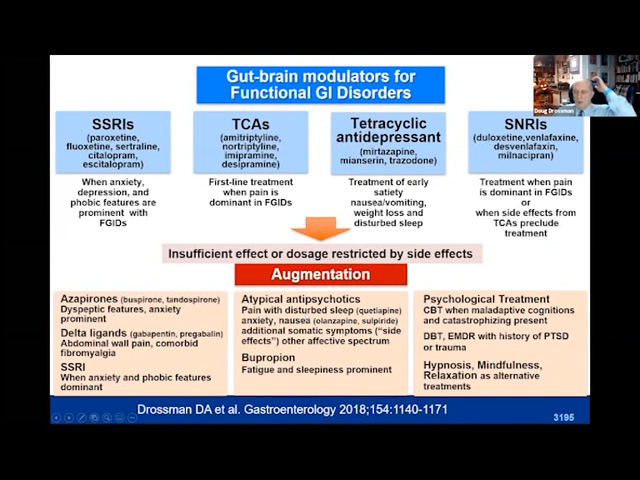 Gut-brain modulators for
Functional GI Disorders
Doug Drossman
SSRIs
(paroxetine,
fluoxetine, sertraline,
citalopram,
escitalopram)
When anxiety,
depression, and
phobic features are
prominent with
FGIDs
TCAs
(amitriptyline,
nortriptyline,
imipramine,
desipramine)
First-line treatment
when pain is
dominant in FGIDs
Tetracyclic
antidepressant
(mirtazapine,
mianserin, trazodone)
Treatment of early
satiety
nausea/vomiting,
weight loss and
disturbed sleep
SNRIs
(duloxetine,venlafaxine,
desvenlafaxin,
milnacipran)
Treatment when pain
is dominant in FGIDs
or
when side effects from
TCAs preclude
treatment
Insufficient effect or dosage restricted by side effects
Augmentation
Azapirones (buspirone, tandospirone)
Dyspeptic features, anxiety
prominent
Delta ligands (gabapentin, pregabalin)
Abdominal wall pain, comorbid
fibromyalgia
SSRI
When anxiety and phobic features
dominant
Atypical antipsychotics
Pain with disturbed sleep (quetiapine)
anxiety, nausea (olanzapine, sulpiride)
additional somatic symptoms ("side
effects") other affective spectrum
Bupropion
Fatigue and sleepiness prominent
Psychological Treatment
CBT when maladaptive cognitions
and catastrophizing present
DBT, EMDR with history of PTSD
or trauma
Hypnosis, Mindfulness,
Relaxation as alternative
treatments
Drossman DA et al. Gastroenterology 2018;154:1140-1171
3195